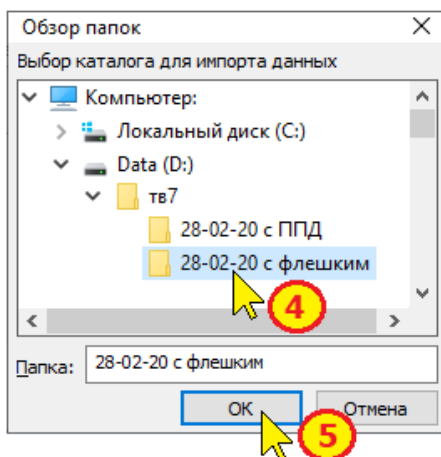 Обзор папок
Выбор каталога для импорта данных
Компьютер:
Локальный диск (C:)
Data (D:)
тв7
28-02-20 с ППД
28-02-20 с флешким
4
Папка: 28-02-20 с флешким
ОК Отмена
5